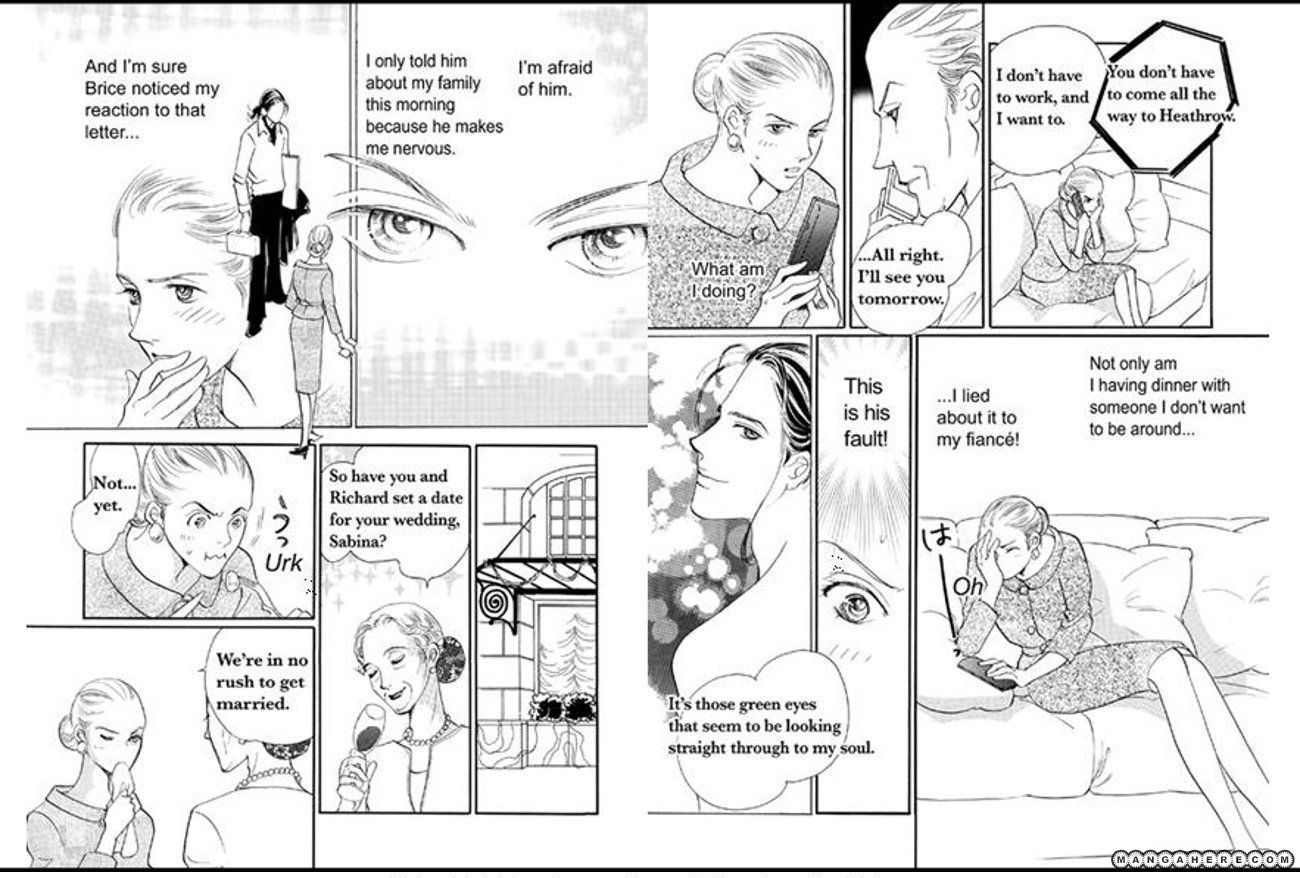 You don't have
to come all the
way to Heathrow.
I don't have
to work, and
I want to.
...All right.
I'll see you
tomorrow.
What am
I doing?
Not only am
I having dinner with
someone I don't want
to be around...
...I lied
about it to
my fiancé!
はーっ
Oh
This
is his
fault!
It's those green eyes
that seem to be looking
straight through to my soul.
I'm afraid
of him.
I only told him
about my family
this morning
because he makes
me nervous.
And I'm sure
Brice noticed my
reaction to that
letter...
So have you and
Richard set a date
for your wedding,
Sabina?
うっ
Urk
Not...
yet.
We're in no
rush to get
married.
MANGAHERE.COM